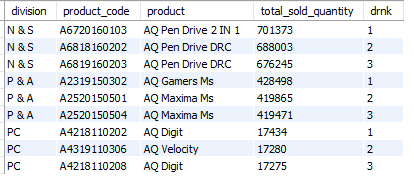 division product_code product total_sold_quantity drnk
N & S A6720160103 AQ Pen Drive 2 IN 1 701373 1
N & S A6818160202 AQ Pen Drive DRC 688003 2
N & S A6819160203 AQ Pen Drive DRC 676245 3
P & A A2319150302 AQ Gamers Ms 428498 1
P & A A2520150501 AQ Maxima Ms 419865 2
P & A A2520150504 AQ Maxima Ms 419471 3
PC A4218110202 AQ Digit 17434 1
PC A4319110306 AQ Velocity 17280 2
PC A4218110208 AQ Digit 17275 3